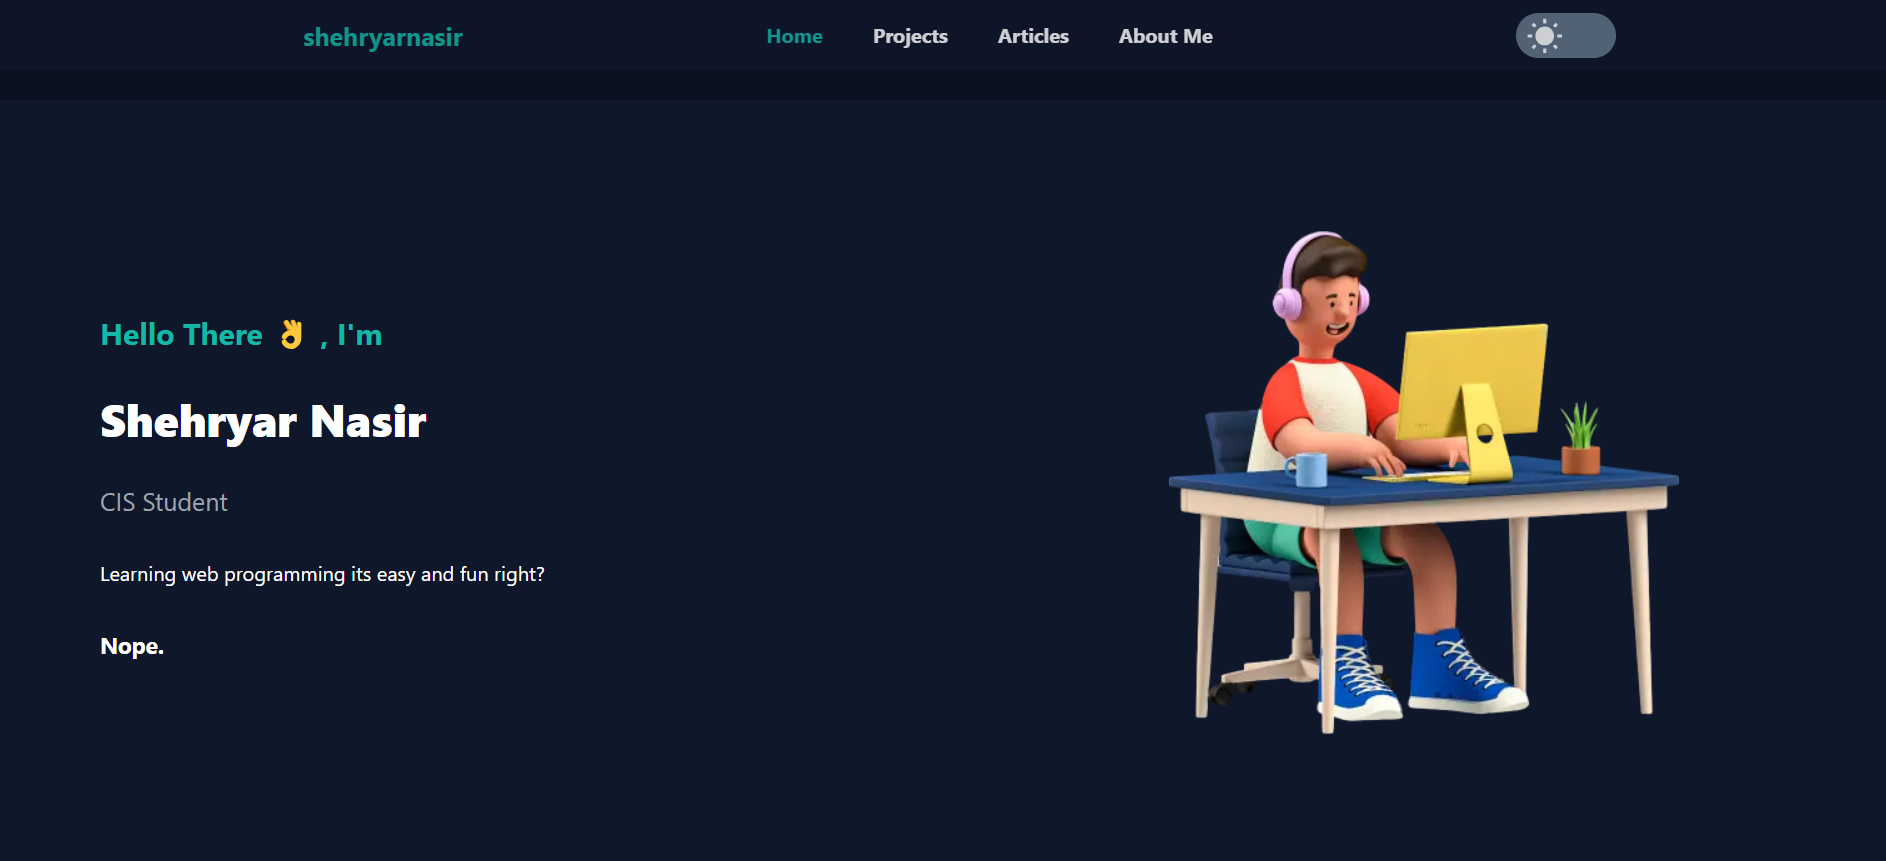 shehryarnasir
Home Projects Articles About Me
Hello There 👌 , I'm
Shehryar Nasir
CIS Student
Learning web programming its easy and fun right?
Nope.